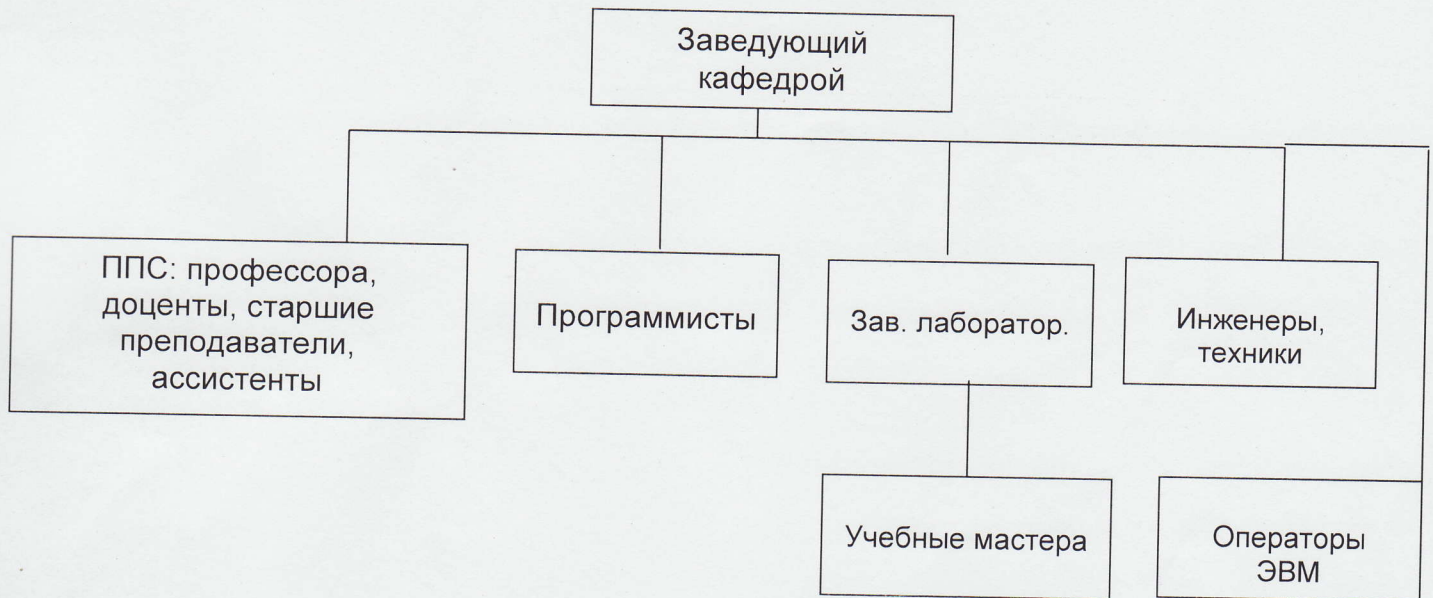 Заведующий
кафедрой
ППС: профессора,
доценты, старшие
преподаватели,
ассистенты
Программисты
Зав. лаборатор.
Инженеры,
техники
Учебные мастера
Операторы
ЭВМ